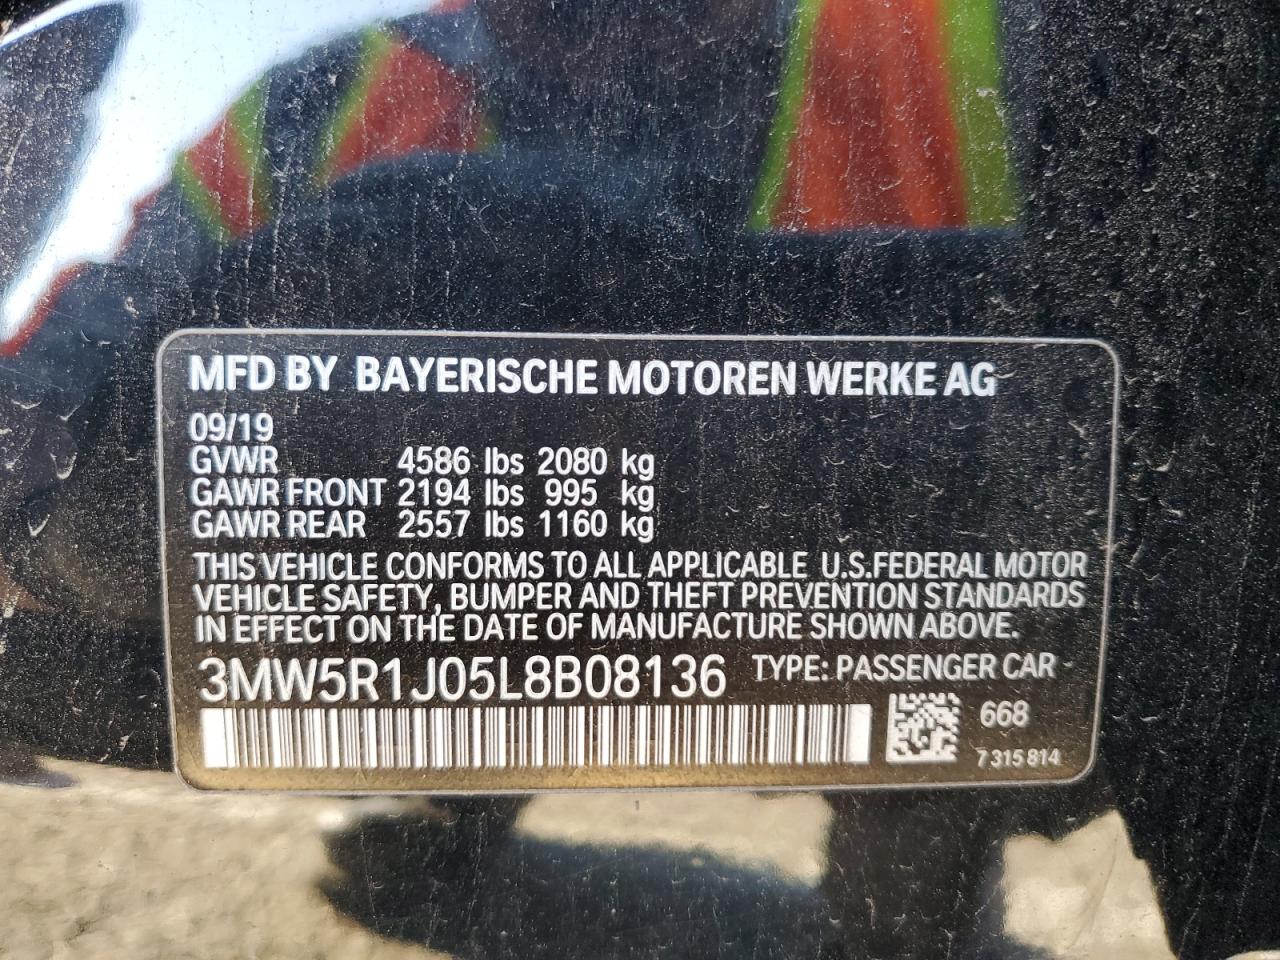 MFD BY BAYERISCHE MOTOREN WERKE AG
09/19
GVWR 4586 lbs 2080 kg
GAWR FRONT 2194 lbs 995 kg
GAWR REAR 2557 lbs 1160 kg
THIS VEHICLE CONFORMS TO ALL APPLICABLE U.S.FEDERAL MOTOR
VEHICLE SAFETY, BUMPER AND THEFT PREVENTION STANDARDS
IN EFFECT ON THE DATE OF MANUFACTURE SHOWN ABOVE.
3MW5R1J05L8B08136 TYPE: PASSENGER CAR
668
7 315 814